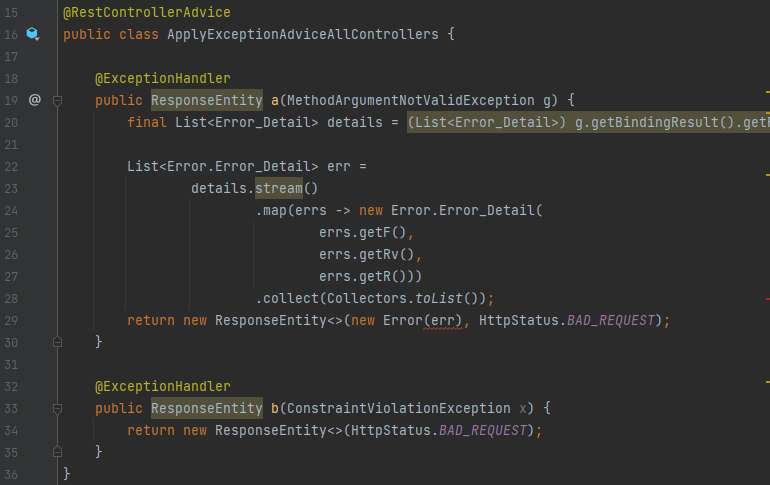 15 @RestControllerAdvice
16 public class ApplyExceptionAdviceAllControllers {
17
18 @ExceptionHandler
19 @ public ResponseEntity a(MethodArgumentNotValidException g) {
20 final List<Error_Detail> details = (List<Error_Detail>) g.getBindingResult().getF
21
22 List<Error.Error_Detail> err =
23 details.stream()
24 .map(errs -> new Error.Error_Detail(
25 errs.getF(),
26 errs.getRv(),
27 errs.getR()))
28 .collect(Collectors.toList());
29 return new ResponseEntity<>(new Error(err), HttpStatus.BAD_REQUEST);
30 }
31
32 @ExceptionHandler
33 public ResponseEntity b(ConstraintViolationException x) {
34 return new ResponseEntity<>(HttpStatus.BAD_REQUEST);
35 }
36 }